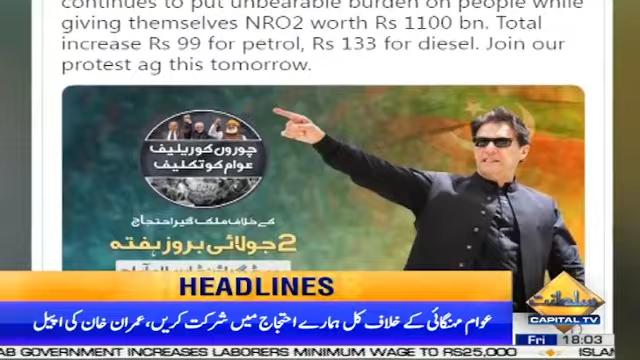 continues to put unbearable burden on people while
giving themselves NRO2 worth Rs 1100 bn. Total
increase Rs 99 for petrol, Rs 133 for diesel. Join our
protest ag this tomorrow.
چوروں کو ریلیف
عوام کو تکلیف
کے خلاف ملک گیر احتجاج
2 جولائی بروز ہفتہ
HEADLINES
عوام مہنگائی کے خلاف کل ہمارے احتجاج میں شرکت کریں، عمران خان کی اپیل
CAPITAL TV
Fri 18:03
AB GOVERNMENT INCREASES LABORERS MINIMUM WAGE TO RS25,000
ISLAM